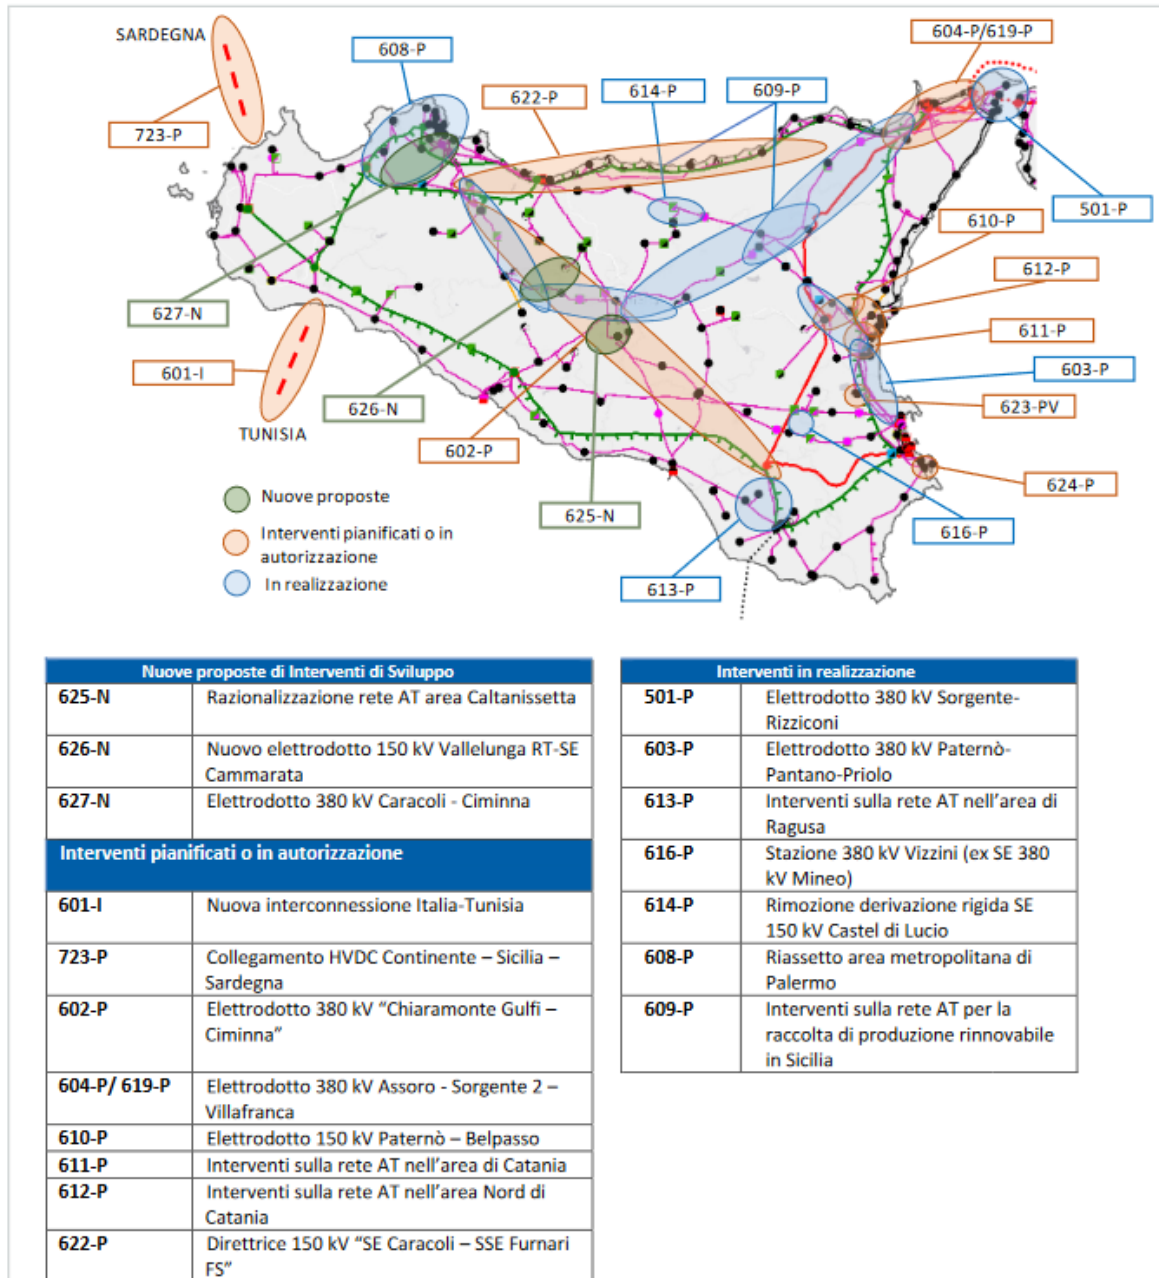 SARDEGNA
608-P
604-P/619-P
622-P
614-P
609-P
723-P
501-P
610-P
612-P
627-N
611-P
601-I
603-P
626-N
623-PV
TUNISIA
602-P
624-P
625-N
616-P
613-P
Nuove proposte
Interventi pianificati o in
autorizzazione
In realizzazione
Nuove proposte di Interventi di Sviluppo
625-N Razionalizzazione rete AT area Caltanissetta
626-N Nuovo elettrodotto 150 kV Vallelunga RT-SE
Cammarata
627-N Elettrodotto 380 kV Caracoli - Ciminna
Interventi pianificati o in autorizzazione
601-I Nuova interconnessione Italia-Tunisia
723-P Collegamento HVDC Continente – Sicilia –
Sardegna
602-P Elettrodotto 380 kV “Chiaramonte Gulfi –
Ciminna”
604-P/ 619-P Elettrodotto 380 kV Assoro - Sorgente 2 –
Villafranca
610-P Elettrodotto 150 kV Paternò – Belpasso
611-P Interventi sulla rete AT nell’area di Catania
612-P Interventi sulla rete AT nell’area Nord di
Catania
622-P Direttrice 150 kV “SE Caracoli – SSE Furnari
FS”
Interventi in realizzazione
501-P Elettrodotto 380 kV Sorgente-
Rizziconi
603-P Elettrodotto 380 kV Paternò-
Pantano-Priolo
613-P Interventi sulla rete AT nell’area di
Ragusa
616-P Stazione 380 kV Vizzini (ex SE 380
kV Mineo)
614-P Rimozione derivazione rigida SE
150 kV Castel di Lucio
608-P Riassetto area metropolitana di
Palermo
609-P Interventi sulla rete AT per la
raccolta di produzione rinnovabile
in Sicilia